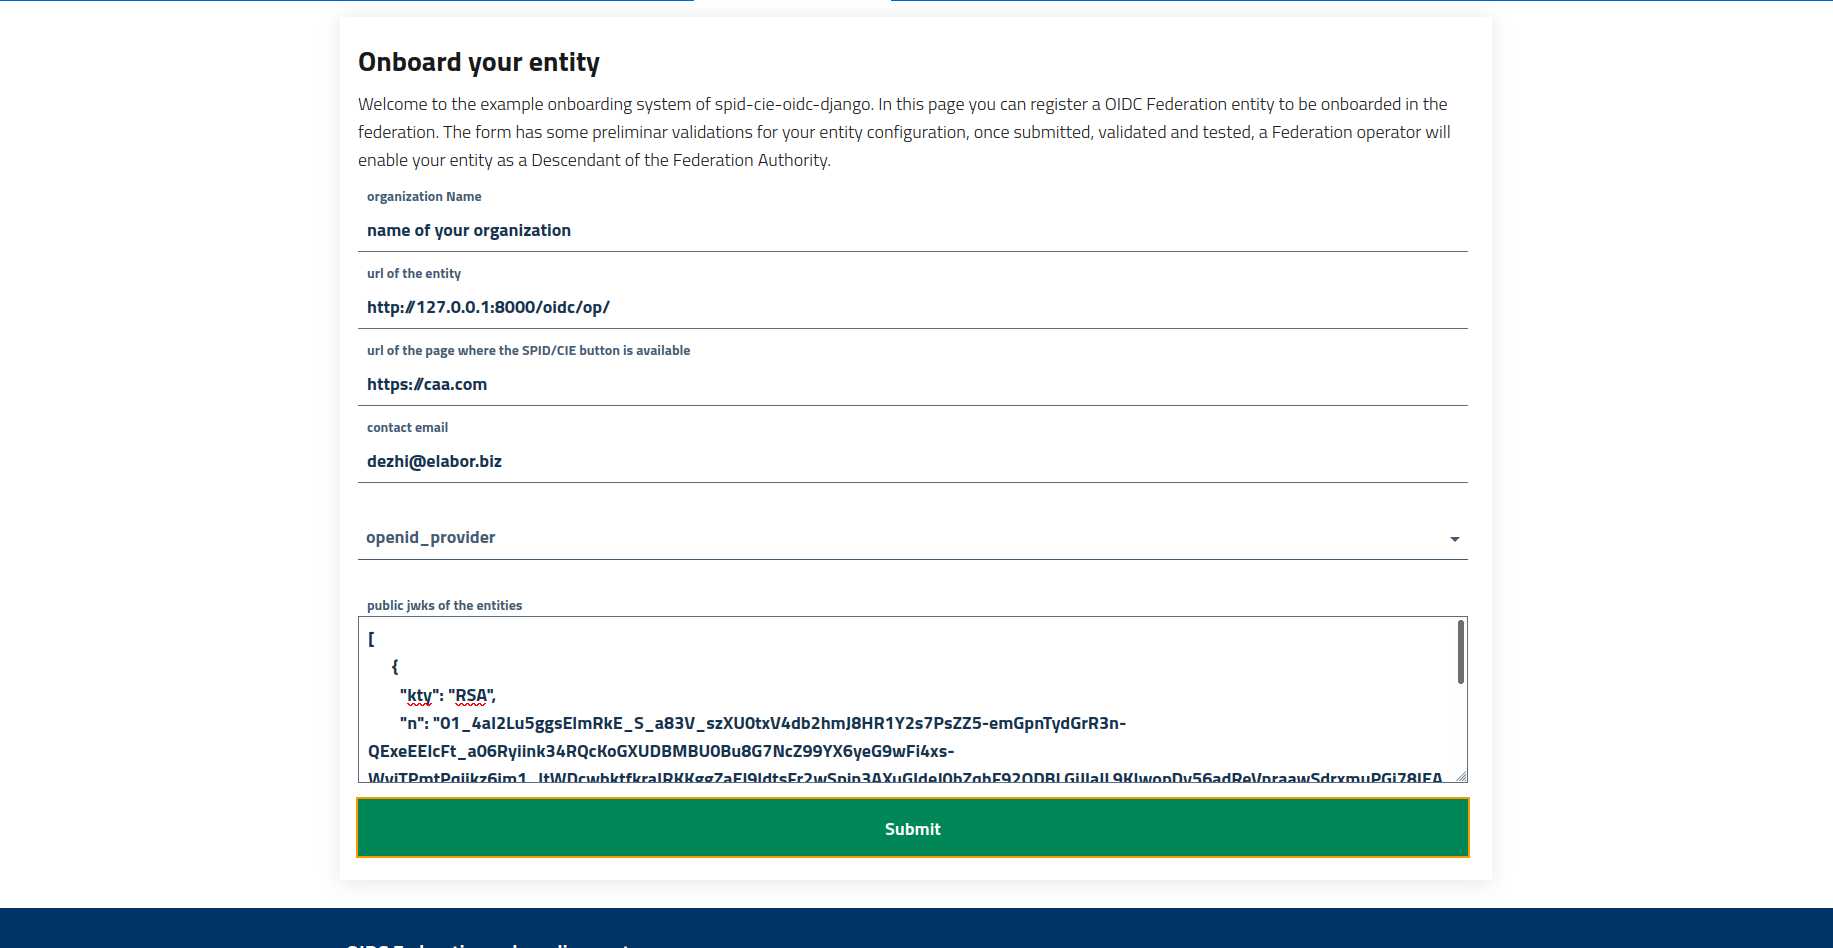 Onboard your entity
Welcome to the example onboarding system of spid-cie-oidc-django. In this page you can register a OIDC Federation entity to be onboarded in the
federation. The form has some preliminar validations for your entity configuration, once submitted, validated and tested, a Federation operator will
enable your entity as a Descendant of the Federation Authority.
organization Name
name of your organization
url of the entity
http://127.0.0.1:8000/oidc/op/
url of the page where the SPID/CIE button is available
https://caa.com
contact email
dezhi@elabor.biz
openid_provider
public jwks of the entities
[
{
"kty": "RSA",
"n": "01_4aI2Lu5ggsElmRkE_S_a83V_szXU0txV4db2hmJ8HR1Y2s7PsZZ5-emGpnTydGrR3n-
QExeEEIcFt_a06Ryiink34RQcKoGXUDBMBU0Bu8G7NcZ99YX6yeG9wFi4xs-
Submit